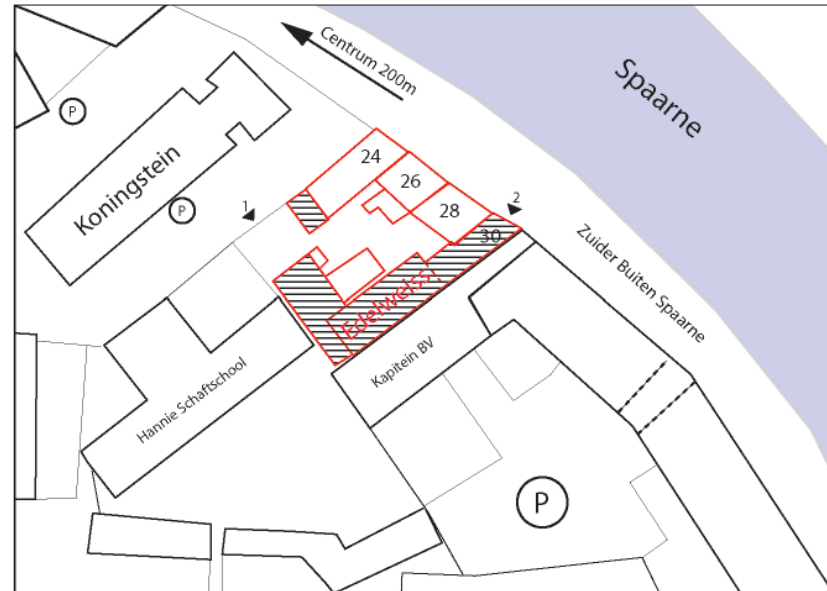 Centrum 200m
Spaarne
P
Koningstein
P
24
26
28
30
1
2
Zuider Buiten Spaarne
Edelweiss
Kapitein BV
Hannie Schaftschool
P